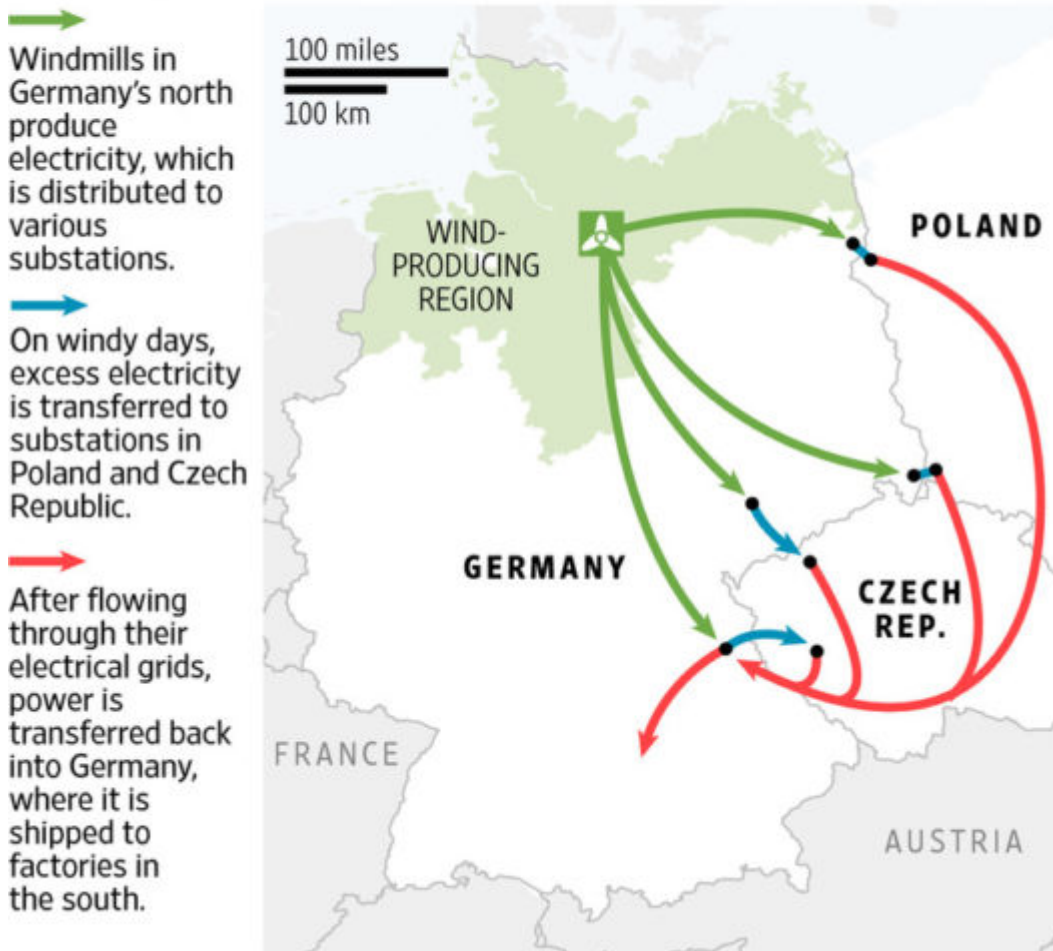 Windmills in
Germany's north
produce
electricity, which
is distributed to
various
substations.
On windy days,
excess electricity
is transferred to
substations in
Poland and Czech
Republic.
After flowing
through their
electrical grids,
power is
transferred back
into Germany,
where it is
shipped to
factories in
the south.
100 miles
100 km
WIND-
PRODUCING
REGION
POLAND
GERMANY
CZECH
REP.
FRANCE
AUSTRIA